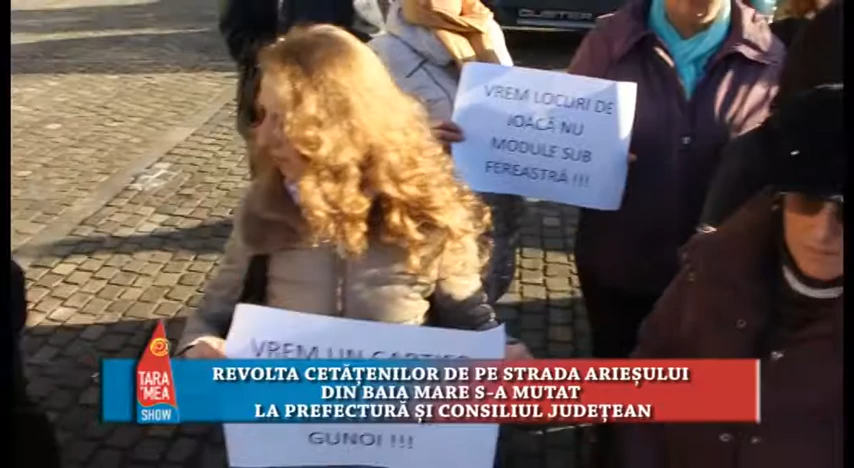 DUSTER
VREM LOCURI DE
JOACĂ NU
MODULE SUB
FEREASTRĂ !!!
VREM UN CARTIER
GUNOI !!!
ȚARA
'MEA
SHOW
REVOLTA CETĂȚENILOR DE PE STRADA ARIEȘULUI
DIN BAIA MARE S-A MUTAT
LA PREFECTURĂ ȘI CONSILIUL JUDEȚEAN